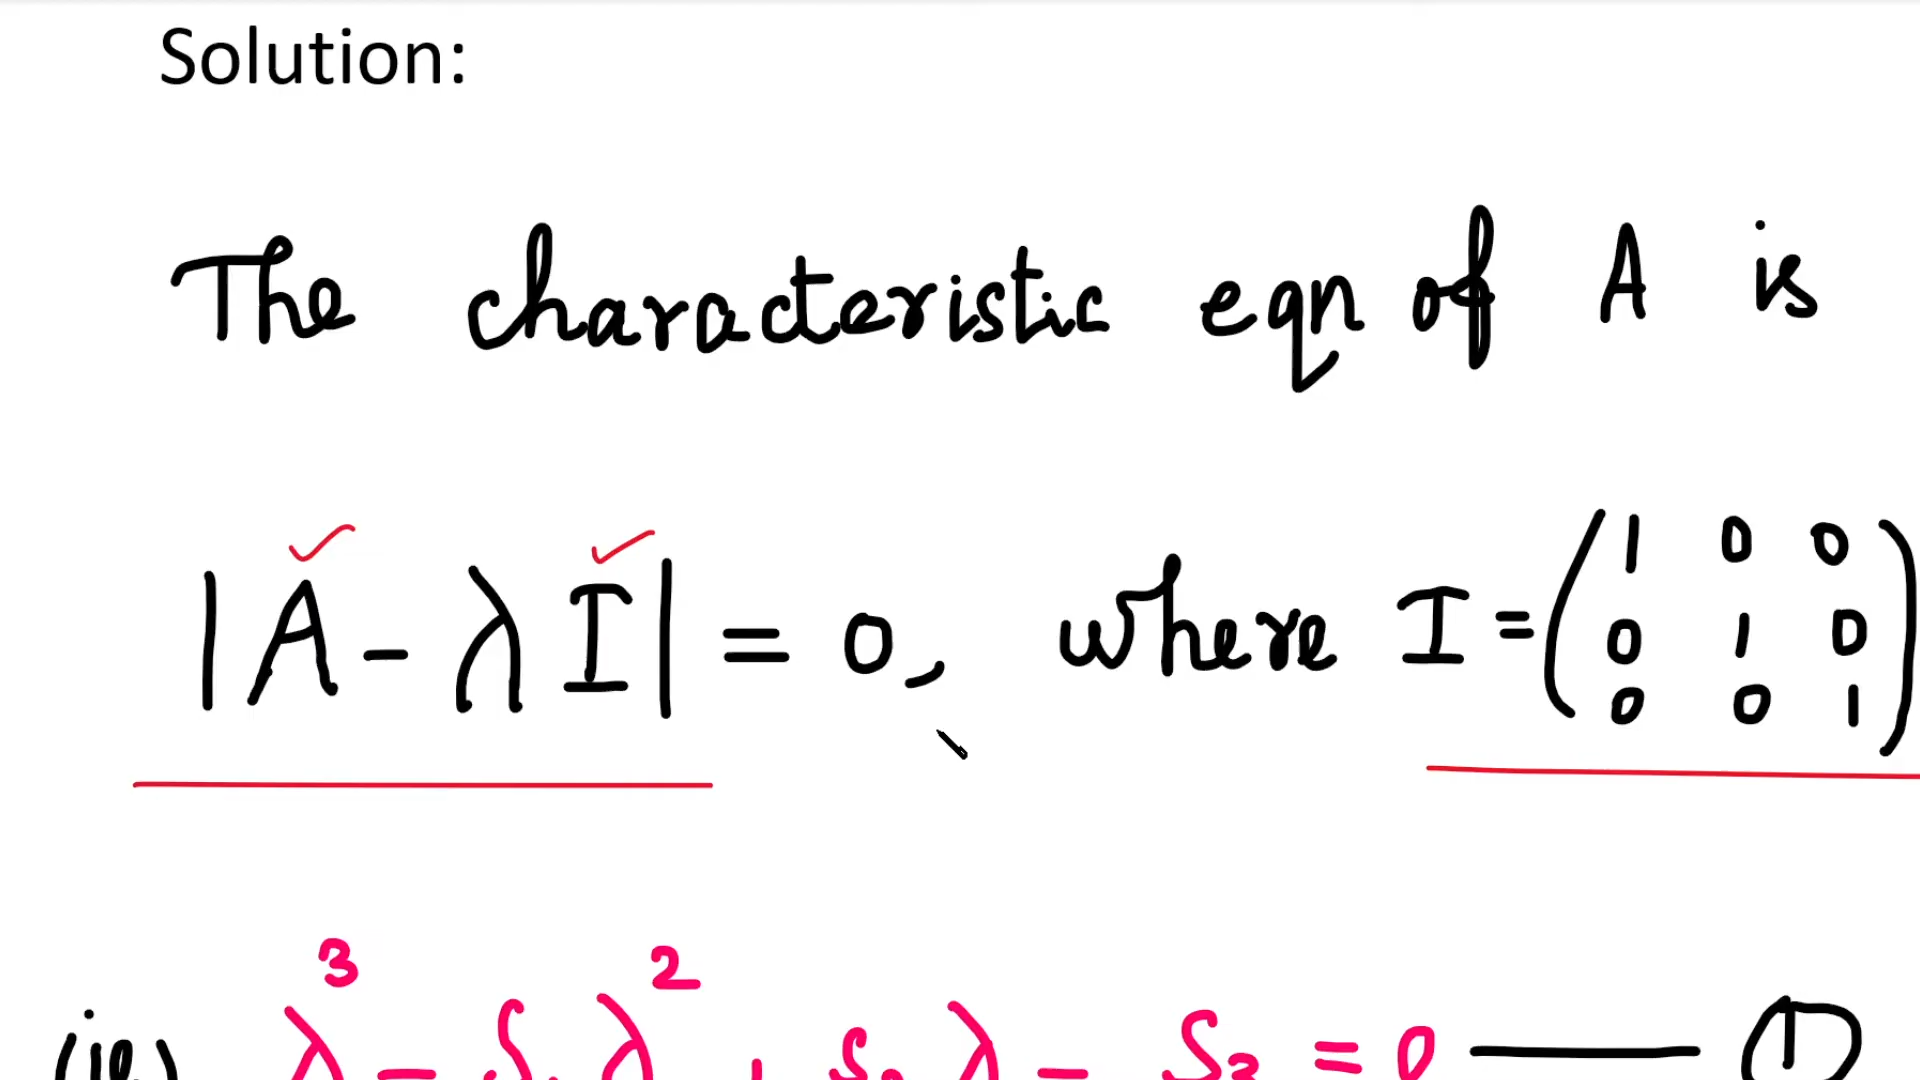 Solution:
The characteristic eqn of A is
|A - λI| = 0, where I = (1 0 0
0 1 0
0 0 1)
(ie) λ³ - S₁λ² + S₂λ - S₃ = 0 —— ①